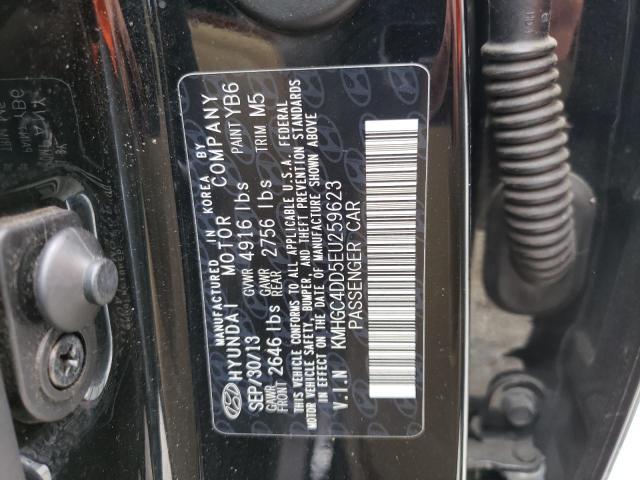 MANUFACTURED IN KOREA BY
HYUNDAI MOTOR COMPANY
SEP/30/13 GVWR 4916 lbs PAINT YB6
GAWR FRONT 2646 lbs GAWR REAR 2756 lbs TRIM M5
THIS VEHICLE CONFORMS TO ALL APPLICABLE U.S.A. FEDERAL
MOTOR VEHICLE SAFETY, BUMPER, AND THEFT PREVENTION STANDARDS
IN EFFECT ON THE DATE OF MANUFACTURE SHOWN ABOVE
V.I.N KMHGC4DD5EU259623
PASSENGER CAR